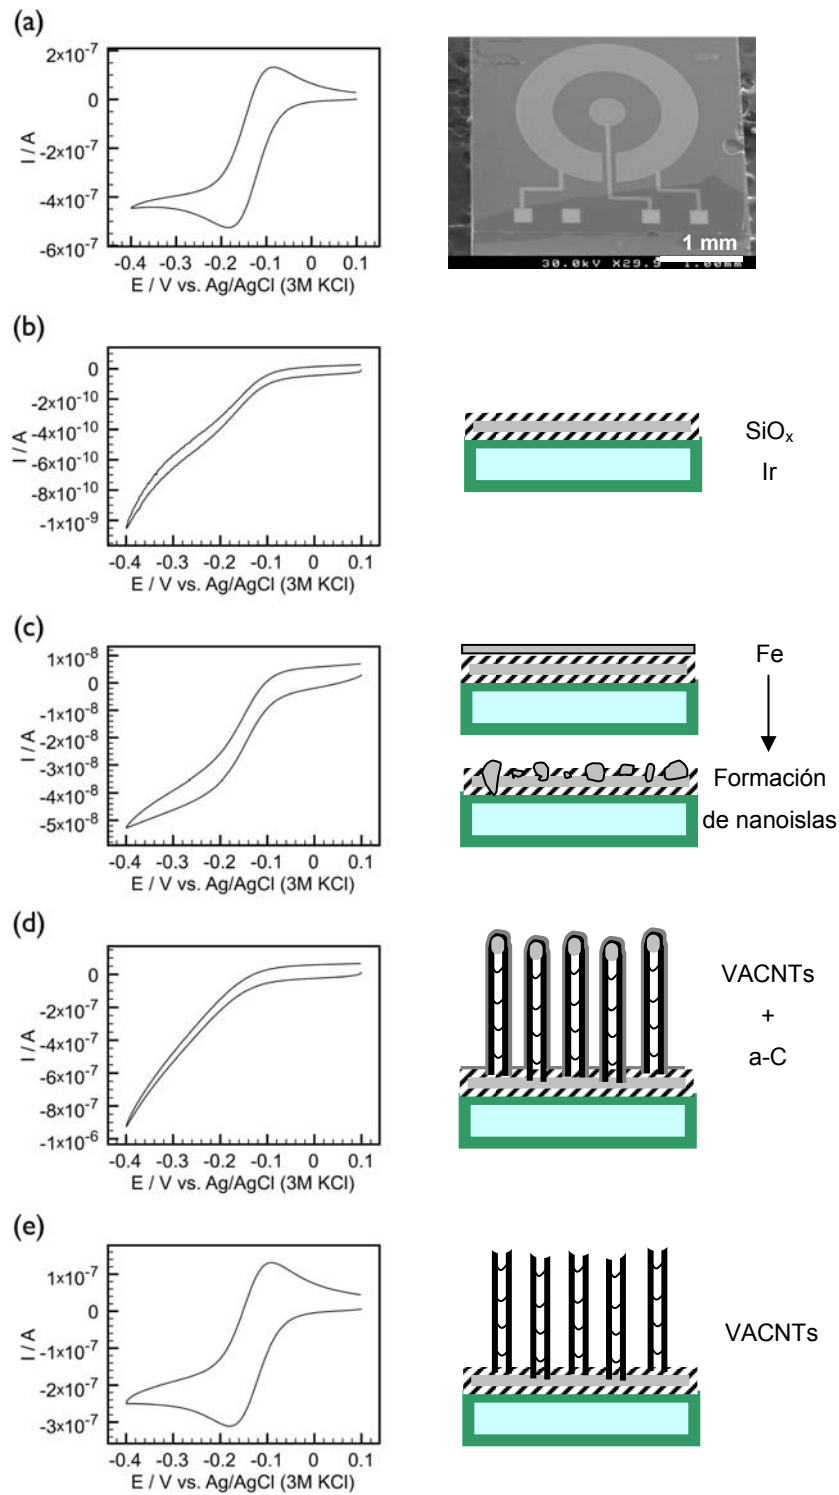 (a)
2x10⁻⁷
0
-2x10⁻⁷
-4x10⁻⁷
-6x10⁻⁷
I / A
-0.4 -0.3 -0.2 -0.1 0 0.1
E / V vs. Ag/AgCl (3M KCl)
1 mm
30.0kV X29.9 1.00mm
(b)
0
-2x10⁻¹⁰
-4x10⁻¹⁰
-6x10⁻¹⁰
-8x10⁻¹⁰
-1x10⁻⁹
I / A
-0.4 -0.3 -0.2 -0.1 0 0.1
E / V vs. Ag/AgCl (3M KCl)
SiOₓ
Ir
(c)
1x10⁻⁸
0
-1x10⁻⁸
-2x10⁻⁸
-3x10⁻⁸
-4x10⁻⁸
-5x10⁻⁸
I / A
-0.4 -0.3 -0.2 -0.1 0 0.1
E / V vs. Ag/AgCl (3M KCl)
Fe
Formación
de nanoislas
(d)
0
-2x10⁻⁷
-4x10⁻⁷
-6x10⁻⁷
-8x10⁻⁷
-1x10⁻⁶
I / A
-0.4 -0.3 -0.2 -0.1 0 0.1
E / V vs. Ag/AgCl (3M KCl)
VACNTs
+
a-C
(e)
1x10⁻⁷
0
-1x10⁻⁷
-2x10⁻⁷
-3x10⁻⁷
I / A
-0.4 -0.3 -0.2 -0.1 0 0.1
E / V vs. Ag/AgCl (3M KCl)
VACNTs